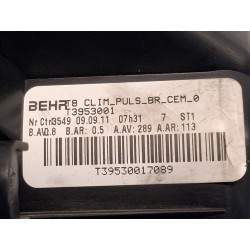 BEHR T8 CLIM_PULS_BR_CEM_0
T3953001
Nr Ctrl3549 09.09.11 07h31 7 ST1
B.AV0.8 B.AR: 0.5 A.AV: 289 A.AR: 113
T39530017089